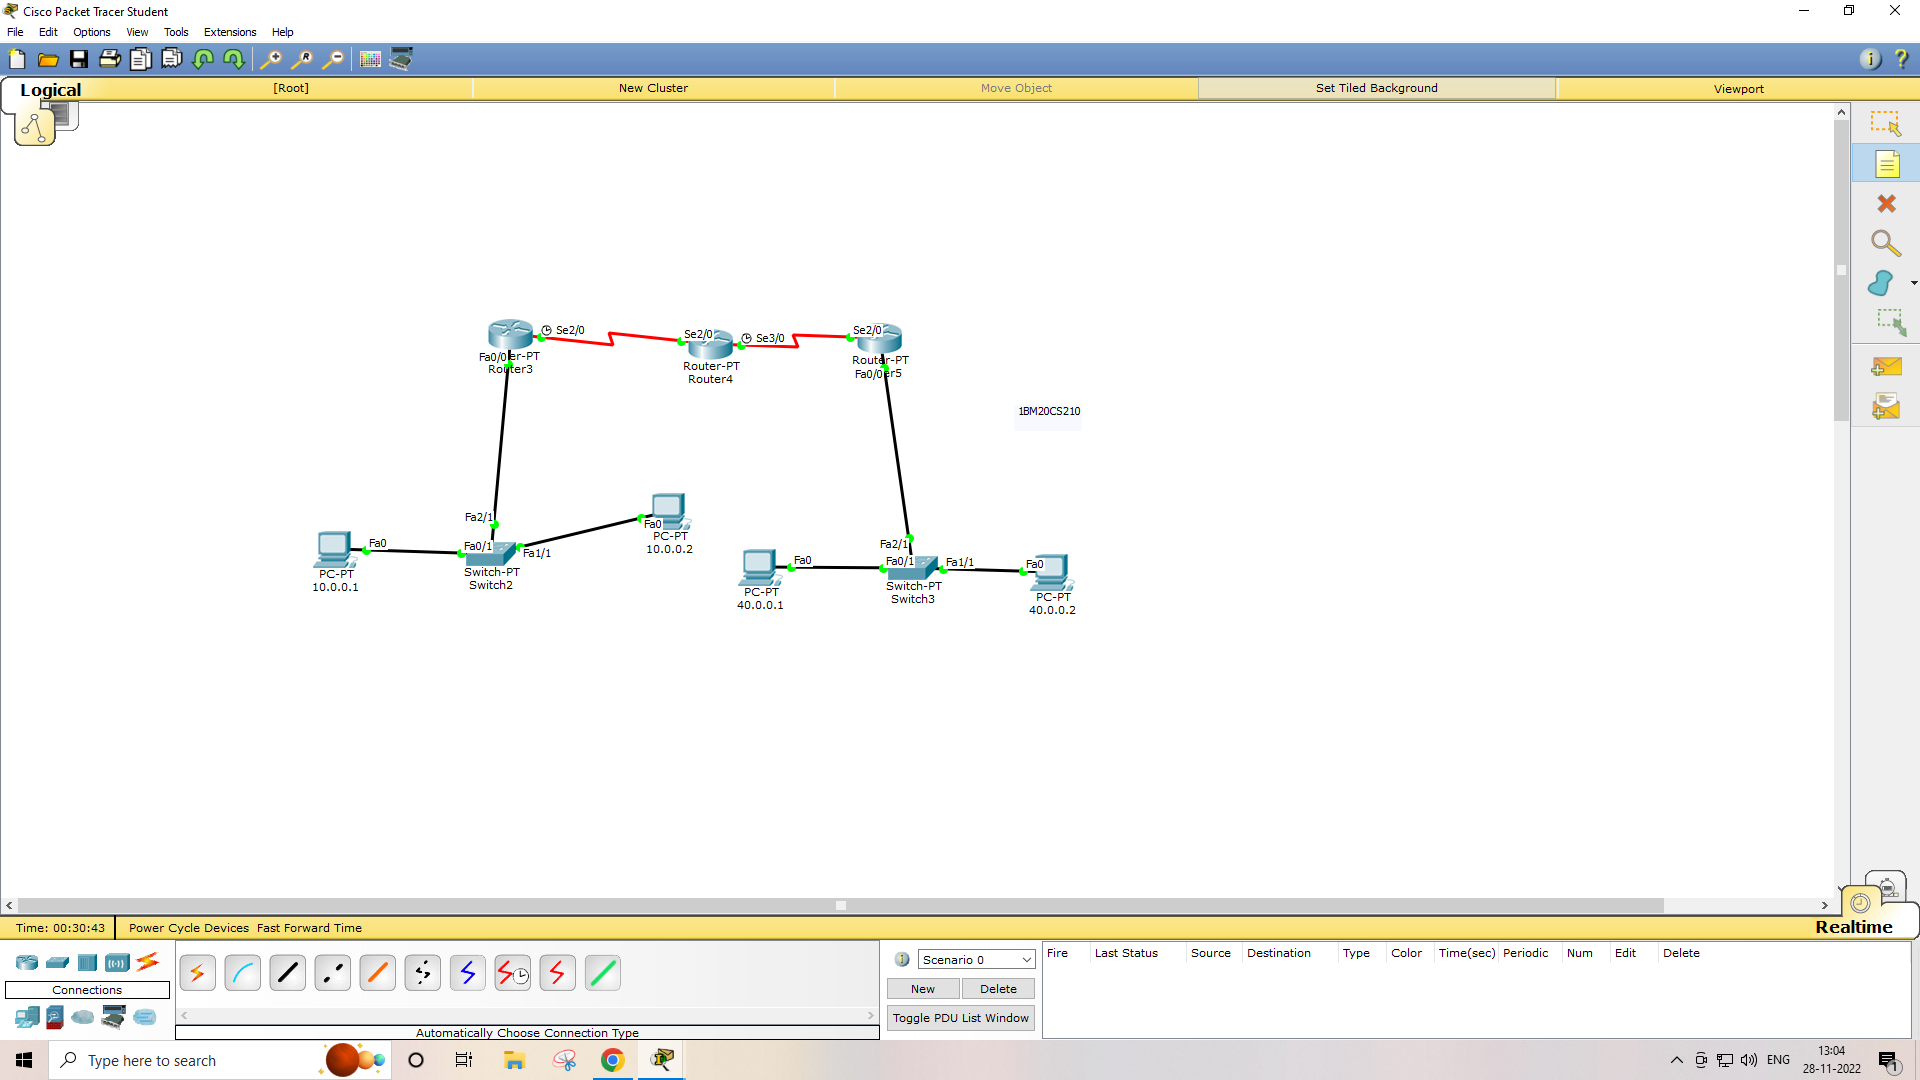 Cisco Packet Tracer Student
File Edit Options View Tools Extensions Help
Logical [Root] New Cluster Move Object Set Tiled Background Viewport
Se2/0
Se2/0
Se3/0
Se2/0
Fa0/0er-PT
Router3
Router-PT
Router4
Router-PT
Fa0/0er5
1BM20CS210
Fa2/1
Fa0
Fa0/1
Fa1/1
Fa0
PC-PT
10.0.0.1
Switch-PT
Switch2
PC-PT
10.0.0.2
Fa2/1
Fa0
Fa0/1
Fa1/1
Fa0
PC-PT
40.0.0.1
Switch-PT
Switch3
PC-PT
40.0.0.2
Time: 00:30:43 Power Cycle Devices Fast Forward Time
Realtime
Connections
Automatically Choose Connection Type
Scenario 0
New Delete
Toggle PDU List Window
Fire Last Status Source Destination Type Color Time(sec) Periodic Num Edit Delete
Type here to search
ENG
13:04
28-11-2022
1